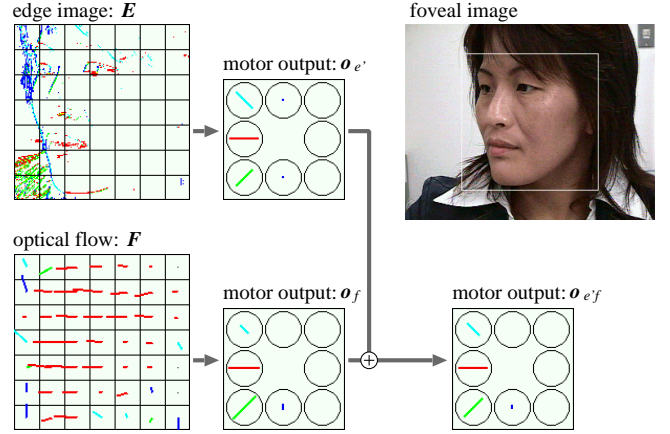 edge image: E
foveal image
motor output: o e'
optical flow: F
motor output: o f
motor output: o e'f